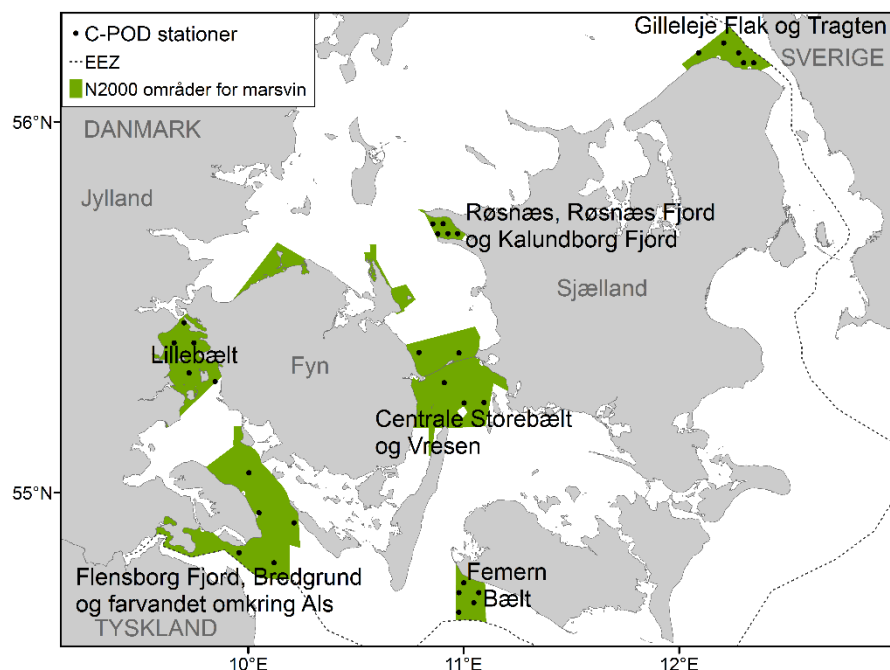 C-POD stationer
EEZ
N2000 områder for marsvin
Gilleleje Flak og Tragten
SVERIGE
56°N
DANMARK
Jylland
Røsnæs, Røsnæs Fjord
og Kalundborg Fjord
Sjælland
Lillebælt
Fyn
Centrale Storebælt
og Vresen
55°N
Flensborg Fjord, Bredgrund
og farvandet omkring Als
Femern
Bælt
TYSKLAND
10°E
11°E
12°E